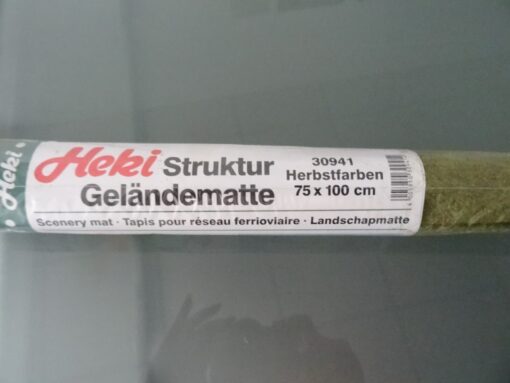 Heki
Heki Struktur
Geländematte
30941
Herbstfarben
75 x 100 cm
Scenery mat · Tapis pour réseau ferrioviaire · Landschapmatte